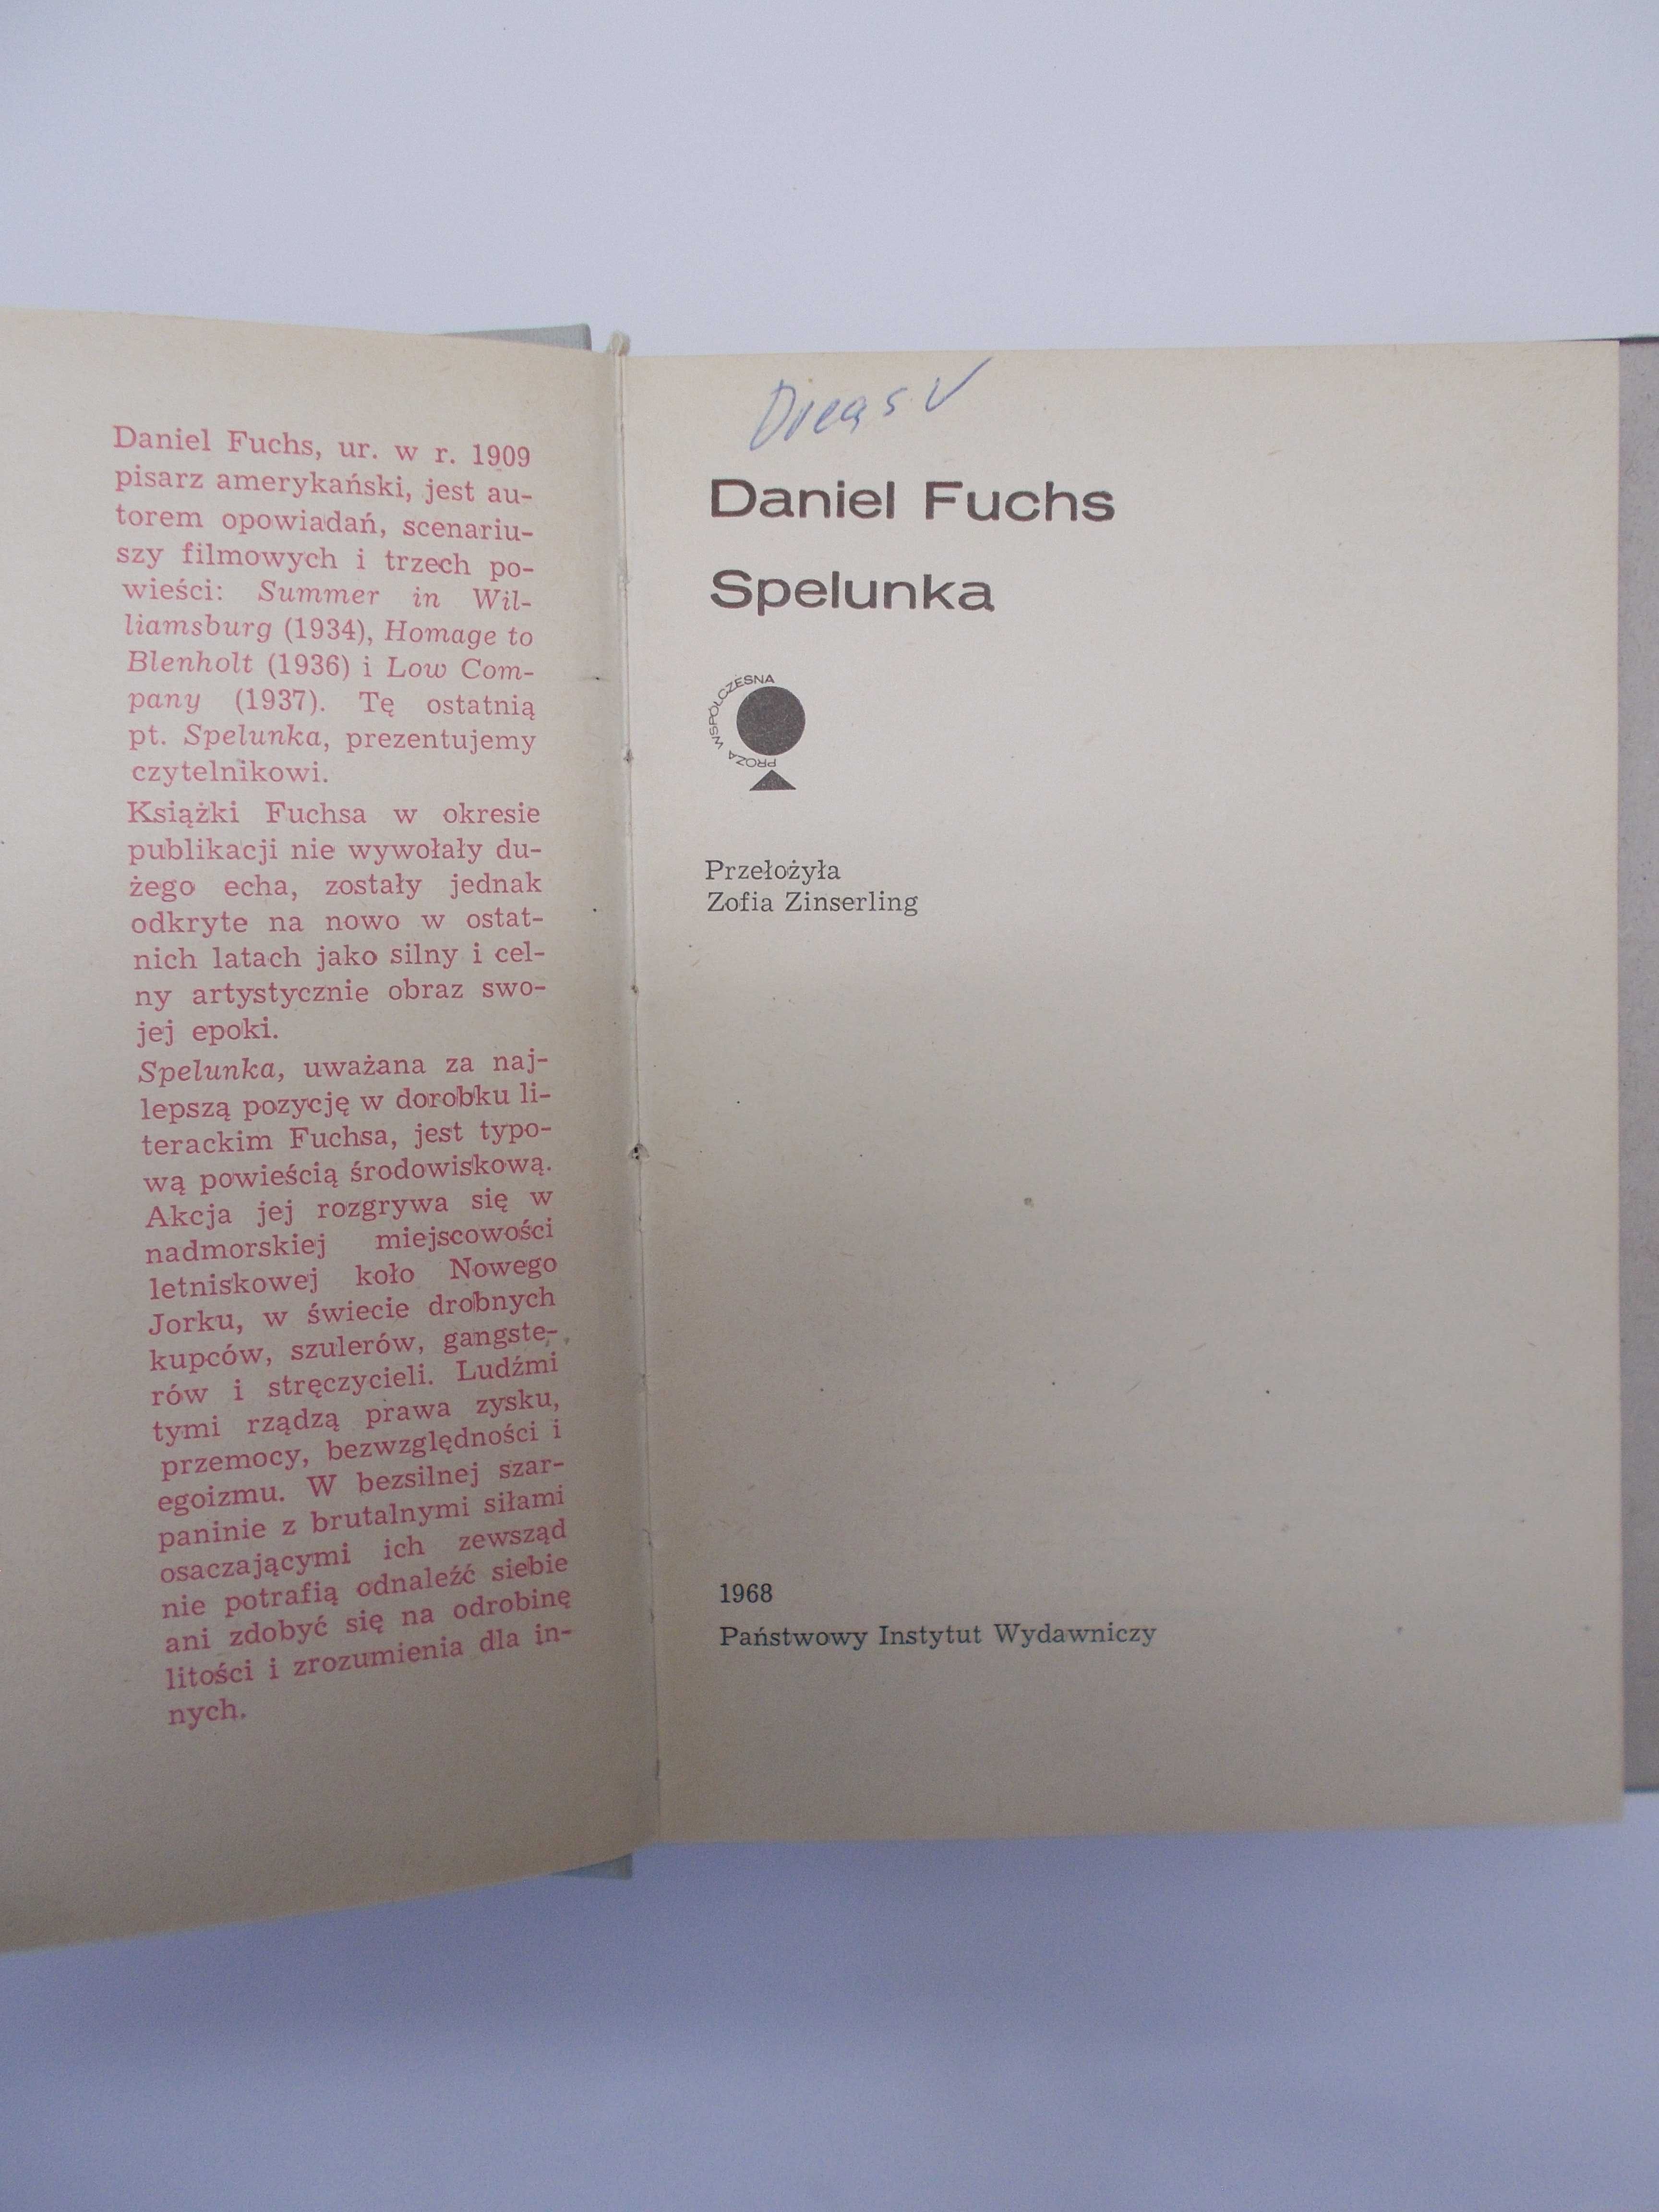 Daniel Fuchs, ur. w r. 1909
pisarz amerykański, jest au-
torem opowiadań, scenariu-
szy filmowych i trzech po-
wieści: Summer in Wil-
liamsburg (1934), Homage to
Blenholt (1936) i Low Com-
pany (1937). Tę ostatnią
pt. Spelunka, prezentujemy
czytelnikowi.
Książki Fuchsa w okresie
publikacji nie wywołały du-
żego echa, zostały jednak
odkryte na nowo w ostat-
nich latach jako silny i cel-
ny artystycznie obraz swo-
jej epoki.
Spelunka, uważana za naj-
lepszą pozycję w dorobku li-
terackim Fuchsa, jest typo-
wą powieścią środowiskową.
Akcja jej rozgrywa się w
nadmorskiej miejscowości
letniskowej koło Nowego
Jorku, w świecie drobnych
kupców, szulerów, gangste-
rów i stręczycieli. Ludźmi
tymi rządzą prawa zysku,
przemocy, bezwzględności i
egoizmu. W bezsilnej szar-
paninie z brutalnymi siłami
osaczającymi ich zewsząd
nie potrafią odnaleźć siebie
ani zdobyć się na odrobinę
litości i zrozumienia dla in-
nych.
Daniel Fuchs
Spelunka
PROZA WSPÓŁCZESNA
Przełożyła
Zofia Zinserling
1968
Państwowy Instytut Wydawniczy